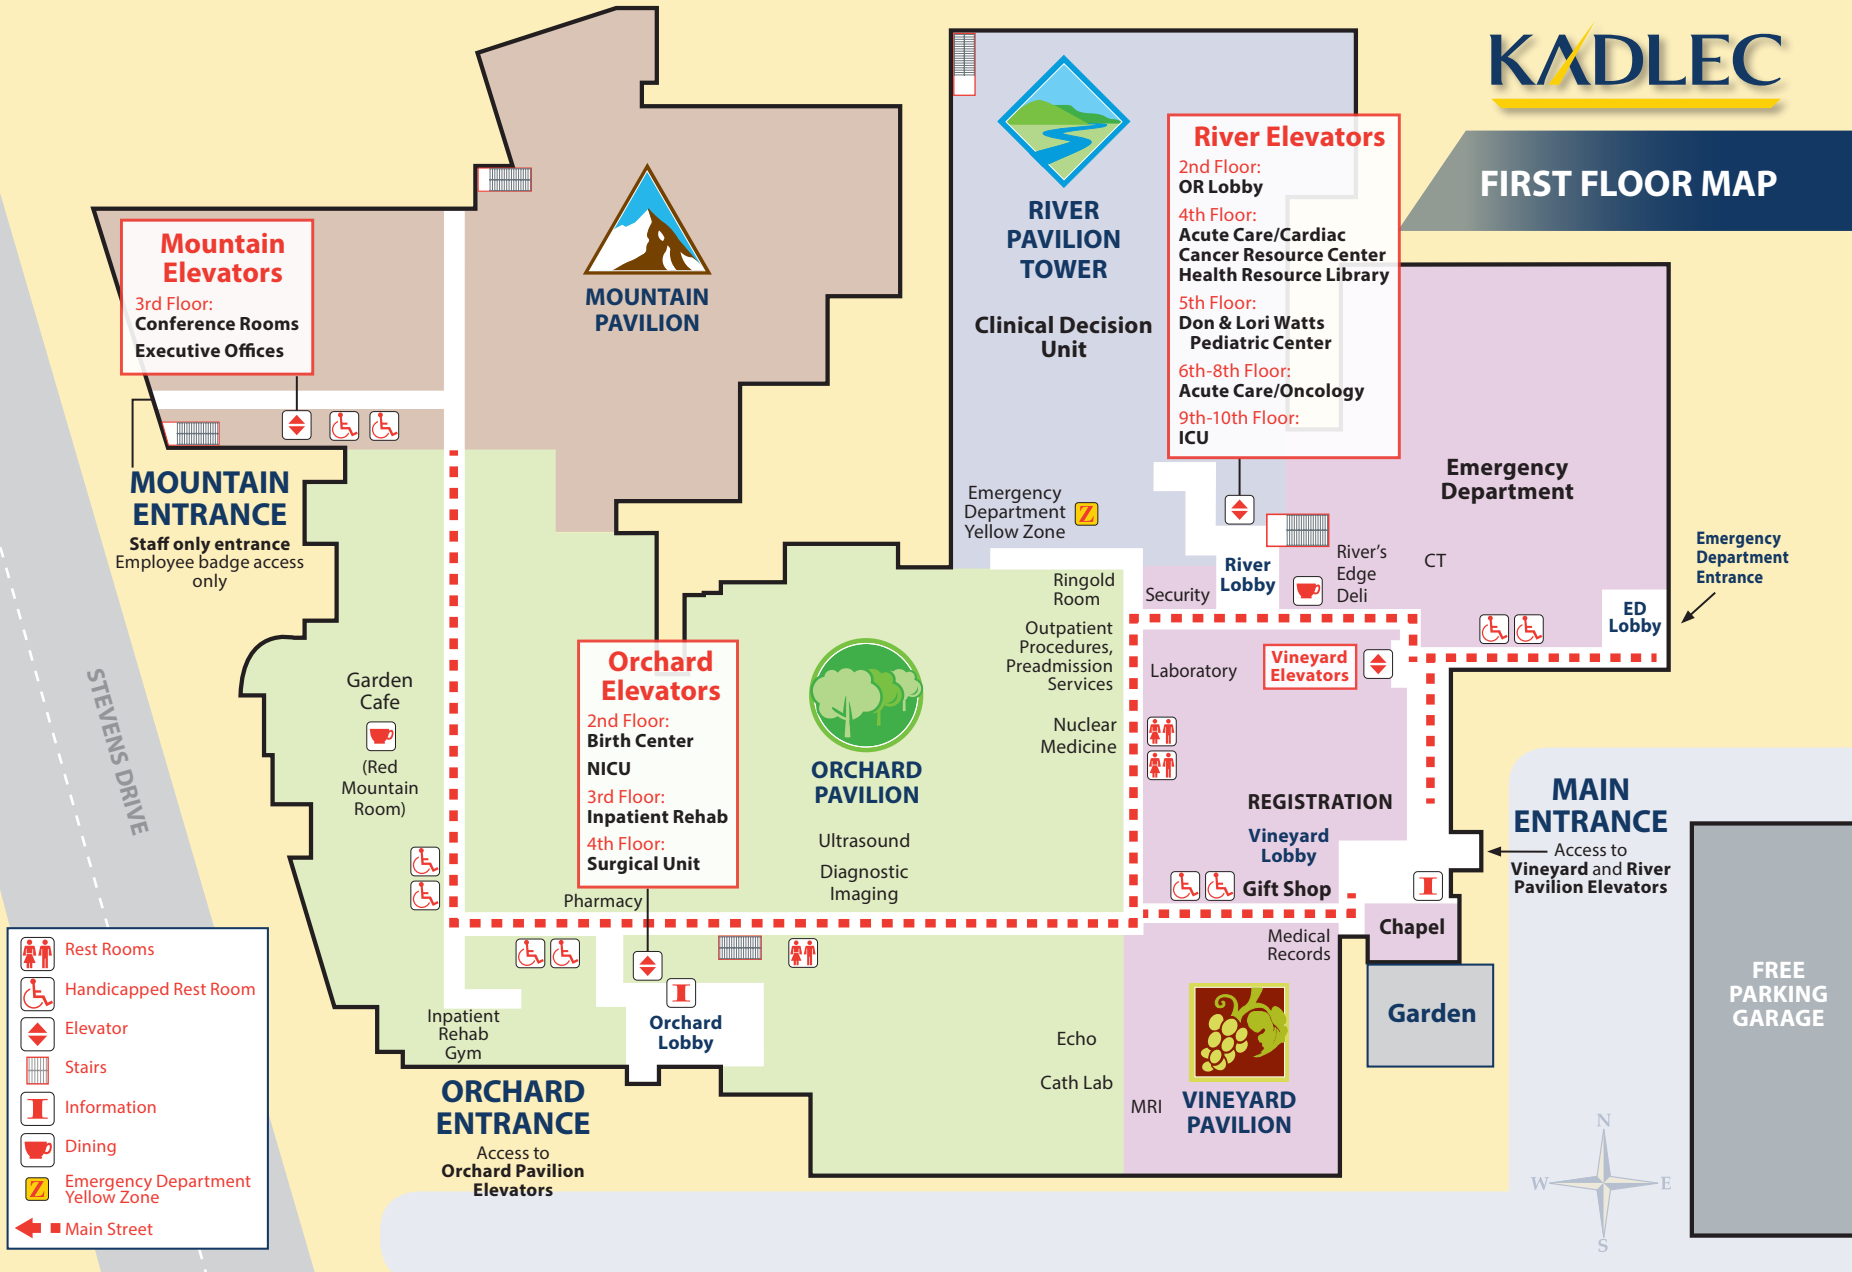 KADLEC
FIRST FLOOR MAP
River Elevators
2nd Floor:
OR Lobby
4th Floor:
Acute Care/Cardiac
Cancer Resource Center
Health Resource Library
5th Floor:
Don & Lori Watts
Pediatric Center
6th-8th Floor:
Acute Care/Oncology
9th-10th Floor:
ICU
RIVER
PAVILION
TOWER
Clinical Decision
Unit
Mountain
Elevators
3rd Floor:
Conference Rooms
Executive Offices
MOUNTAIN
PAVILION
MOUNTAIN
ENTRANCE
Staff only entrance
Employee badge access
only
Emergency
Department
Yellow Zone
Z
Emergency
Department
River
Lobby
River's
Edge
Deli
CT
Emergency
Department
Entrance
ED
Lobby
Ringold
Room
Security
Outpatient
Procedures,
Preadmission
Services
Laboratory
Vineyard
Elevators
Nuclear
Medicine
STEVENS DRIVE
Garden
Cafe
(Red
Mountain
Room)
Orchard
Elevators
2nd Floor:
Birth Center
NICU
3rd Floor:
Inpatient Rehab
4th Floor:
Surgical Unit
ORCHARD
PAVILION
Ultrasound
Diagnostic
Imaging
Pharmacy
REGISTRATION
Vineyard
Lobby
Gift Shop
MAIN
ENTRANCE
Access to
Vineyard and River
Pavilion Elevators
I
Chapel
Medical
Records
Garden
FREE
PARKING
GARAGE
I
Orchard
Lobby
Inpatient
Rehab
Gym
ORCHARD
ENTRANCE
Access to
Orchard Pavilion
Elevators
Echo
Cath Lab
MRI
VINEYARD
PAVILION
Rest Rooms
Handicapped Rest Room
Elevator
Stairs
I
Information
Dining
Z
Emergency Department
Yellow Zone
Main Street
N
W
E
S